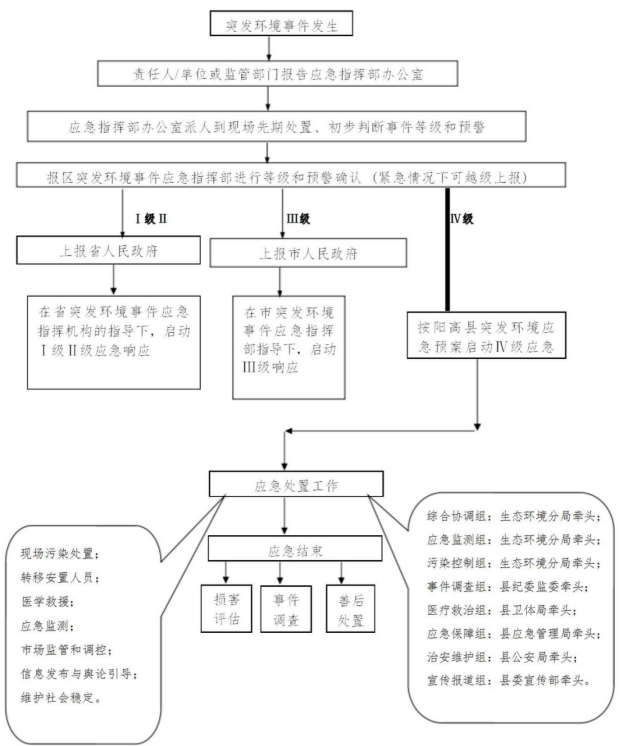 突发环境事件发生
责任人/单位或监管部门报告应急指挥部办公室
应急指挥部办公室派人到现场先期处置、初步判断事件等级和预警
报区突发环境事件应急指挥部进行等级和预警确认（紧急情况下可越级上报）
Ⅰ级Ⅱ
Ⅲ级
Ⅳ级
上报省人民政府
上报市人民政府
在省突发环境事件应急
指挥机构的指导下，启动
Ⅰ级Ⅱ级应急响应
在市突发环境
事件应急指挥
部指导下，启动
Ⅲ级响应
按阳高县突发环境应
急预案启动Ⅳ级应急
应急处置工作
应急结束
损害
评估
事件
调查
善后
处置
现场污染处置；
转移安置人员；
医学救援；
应急监测；
市场监管和调控；
信息发布与舆论引导；
维护社会稳定。
综合协调组：生态环境分局牵头；
应急监测组：生态环境分局牵头；
污染控制组：生态环境分局牵头；
事件调查组：县纪委监委牵头；
医疗救治组：县卫体局牵头；
应急保障组：县应急管理局牵头；
治安维护组：县公安局牵头；
宣传报道组：县委宣传部牵头。